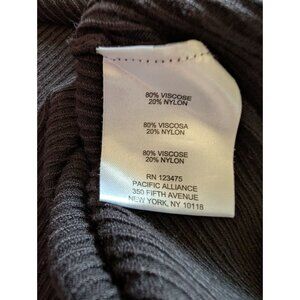 80% VISCOSE
20% NYLON
80% VISCOSA
20% NYLON
80% VISCOSE
20% NYLON
RN 123475
PACIFIC ALLIANCE
350 FIFTH AVENUE
NEW YORK, NY 10118